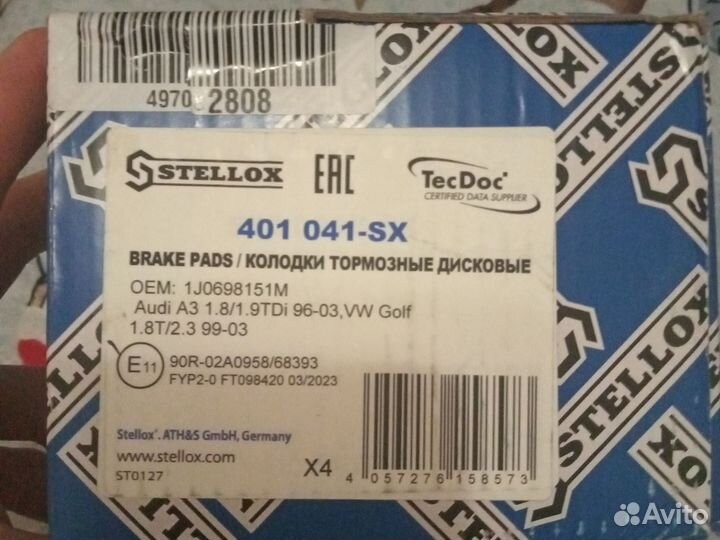 4970 2808
STELLOX
STELLOX
EAC
TecDoc
CERTIFIED DATA SUPPLIER
401 041-SX
BRAKE PADS / КОЛОДКИ ТОРМОЗНЫЕ ДИСКОВЫЕ
OEM: 1J0698151M
Audi A3 1.8/1.9TDi 96-03,VW Golf
1.8T/2.3 99-03
E11 90R-02A0958/68393
FYP2-0 FT098420 03/2023
Stellox®. ATH&S GmbH, Germany
www.stellox.com
ST0127
X4
4 057276 158573
Avito